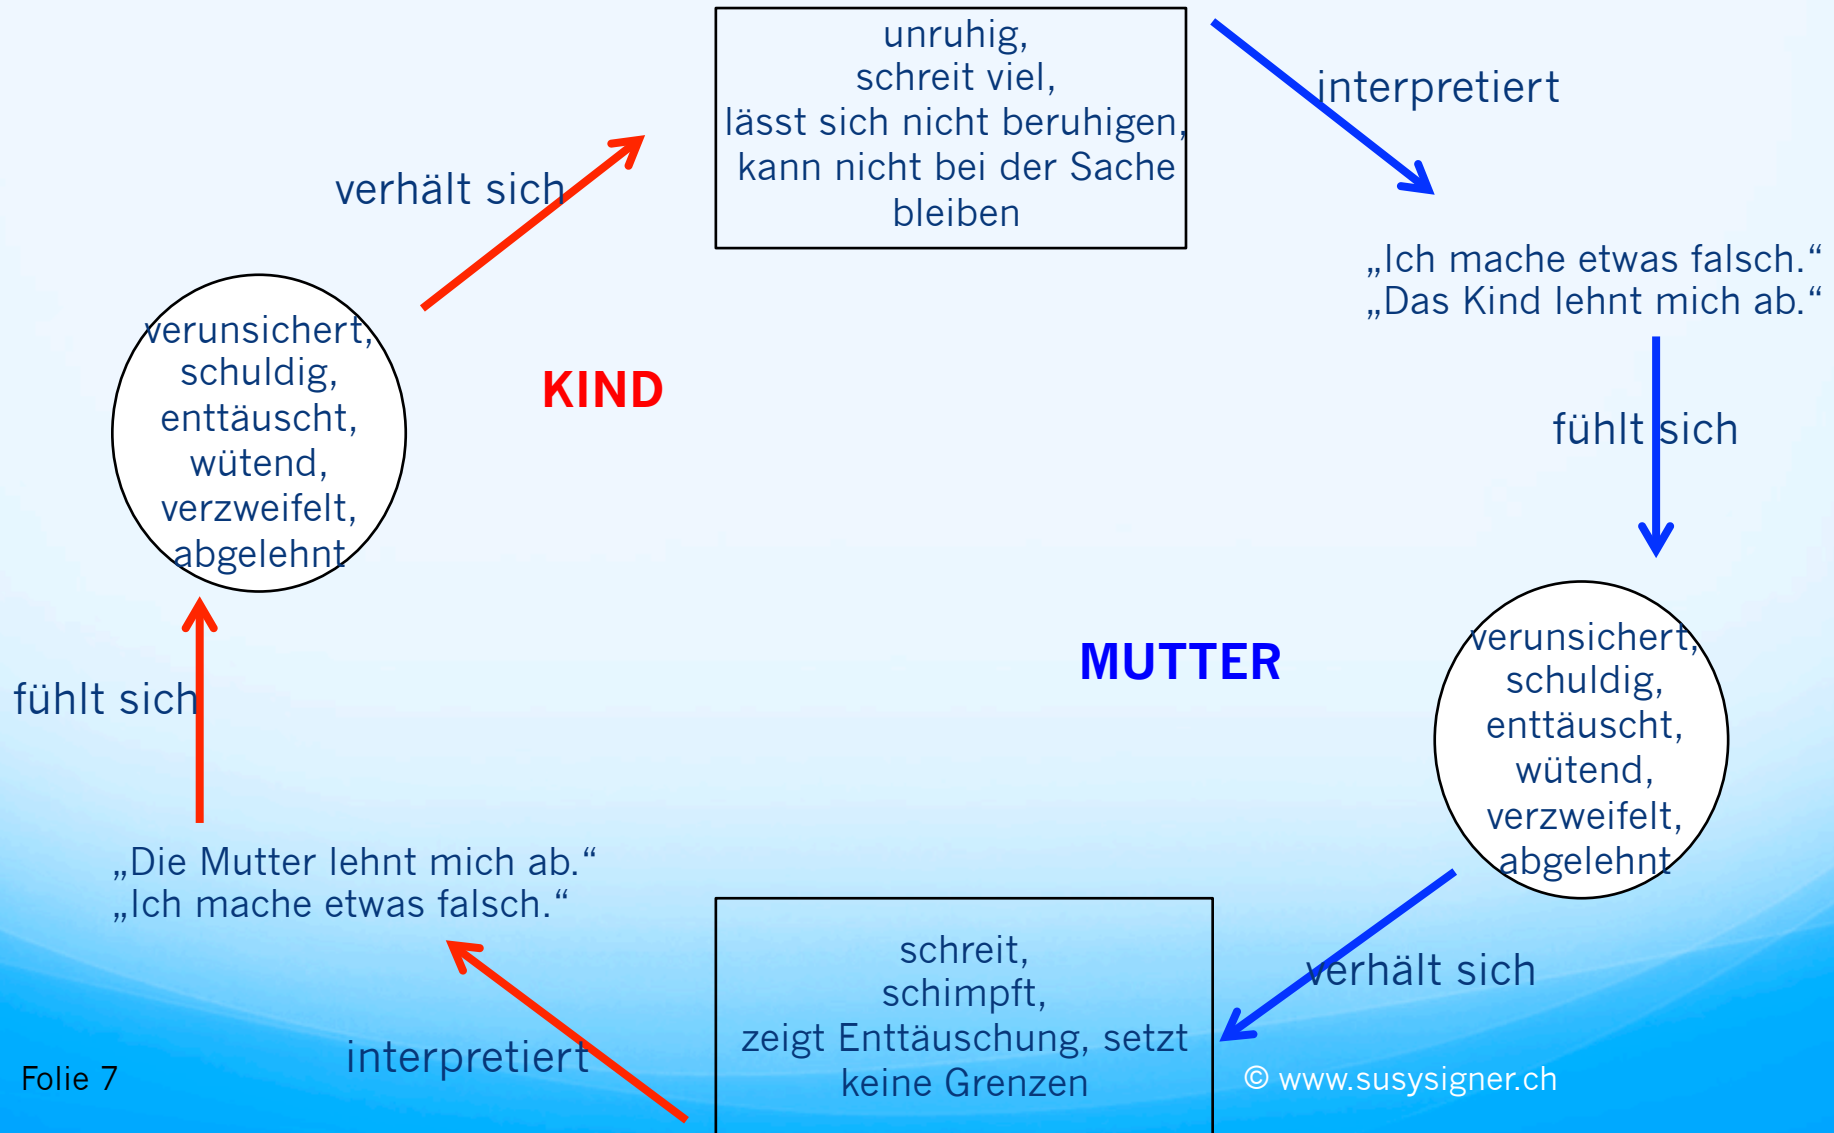 unruhig,
schreit viel,
lässt sich nicht beruhigen,
kann nicht bei der Sache
bleiben
interpretiert
„Ich mache etwas falsch.“
„Das Kind lehnt mich ab.“
fühlt sich
MUTTER
verunsichert,
schuldig,
enttäuscht,
wütend,
verzweifelt,
abgelehnt
verhält sich
schreit,
schimpft,
zeigt Enttäuschung, setzt
keine Grenzen
interpretiert
„Die Mutter lehnt mich ab.“
„Ich mache etwas falsch.“
fühlt sich
KIND
verunsichert,
schuldig,
enttäuscht,
wütend,
verzweifelt,
abgelehnt
verhält sich
Folie 7
© www.susysigner.ch